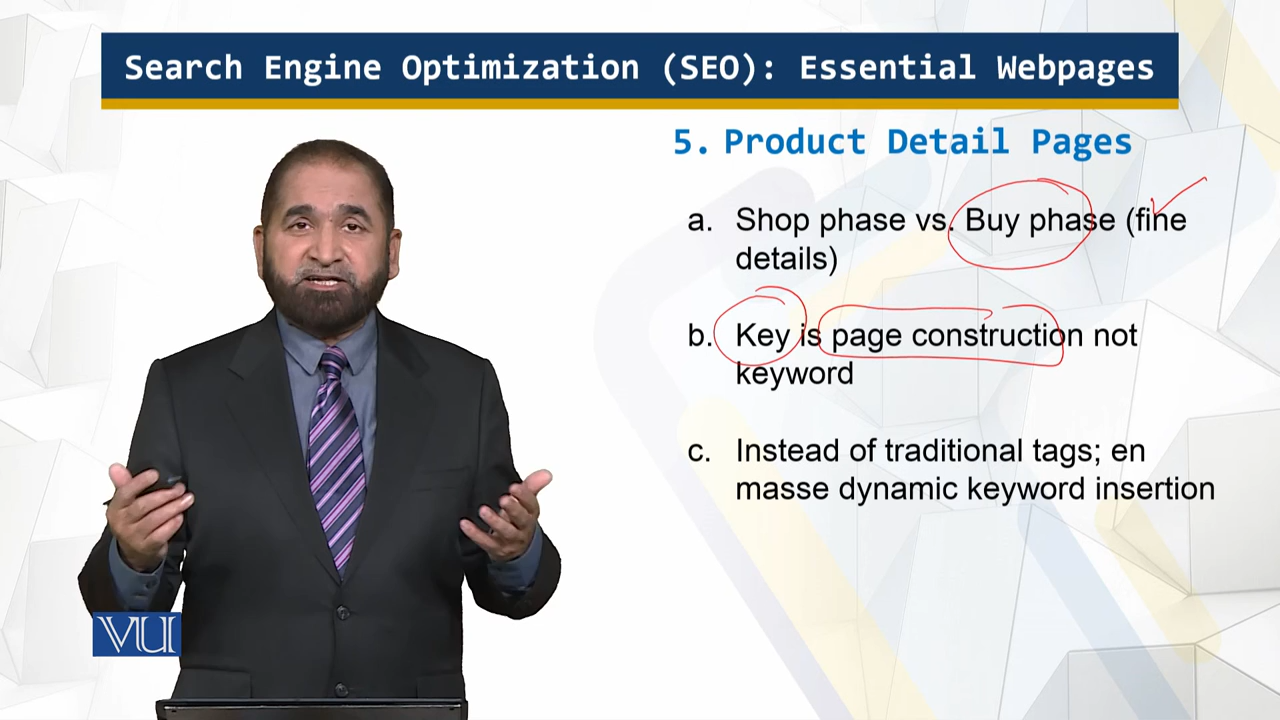 Search Engine Optimization (SEO): Essential Webpages
5. Product Detail Pages
a. Shop phase vs. Buy phase (fine
details)
b. Key is page construction not
keyword
c. Instead of traditional tags; en
masse dynamic keyword insertion
VU